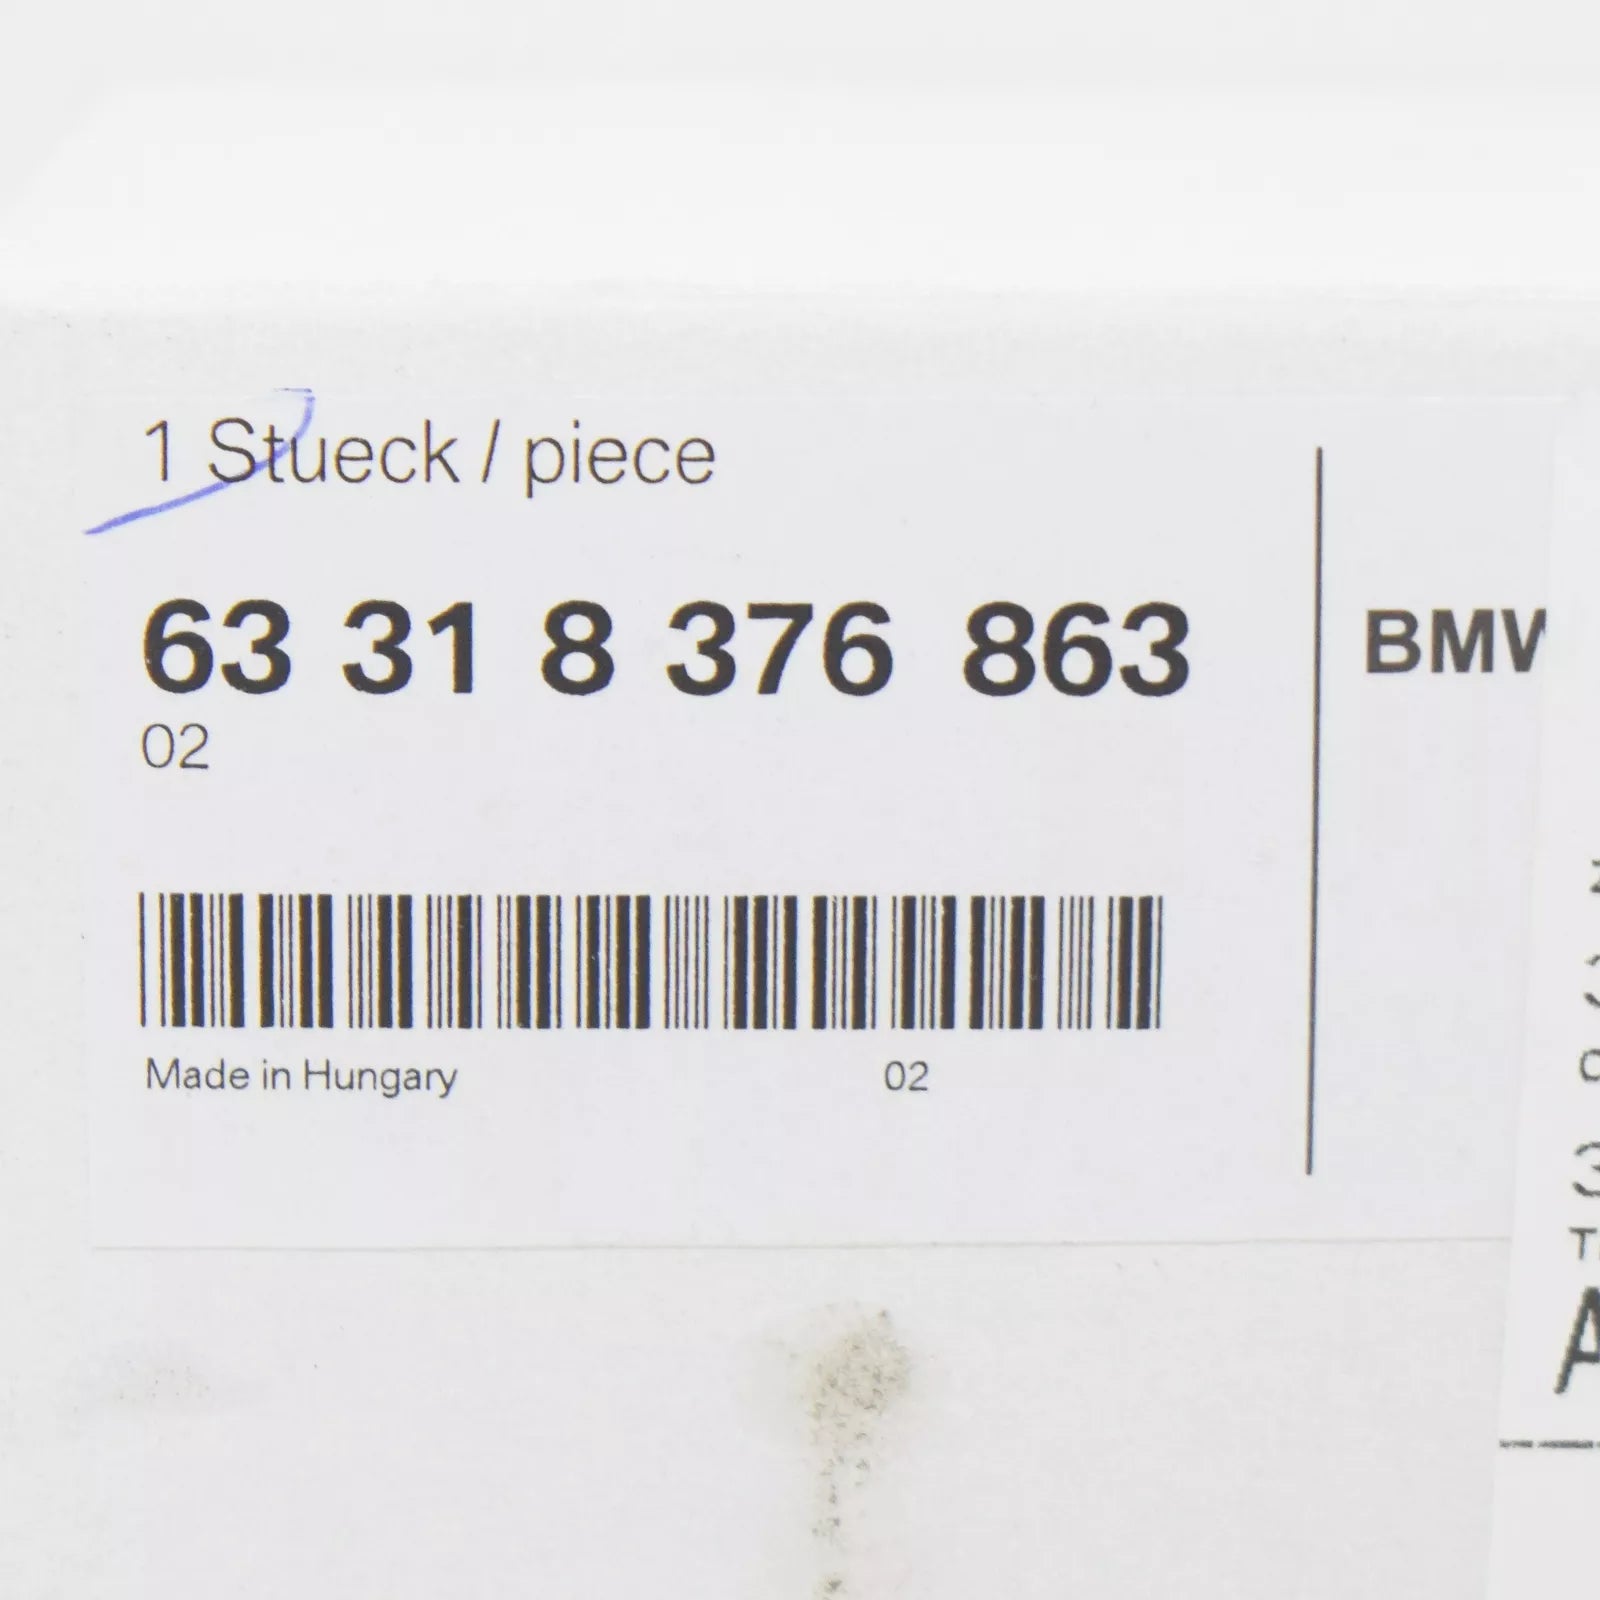 1 Stueck / piece
63 31 8 376 863
02
Made in Hungary 02
BMW